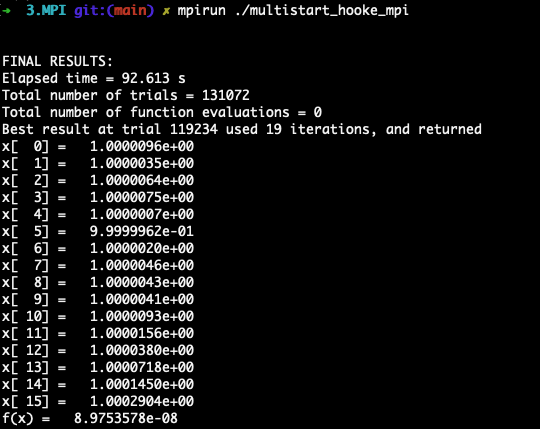 ➜ 3.MPI git:(main) ✗ mpirun ./multistart_hooke_mpi
FINAL RESULTS:
Elapsed time = 92.613 s
Total number of trials = 131072
Total number of function evaluations = 0
Best result at trial 119234 used 19 iterations, and returned
x[  0] =   1.0000096e+00
x[  1] =   1.0000035e+00
x[  2] =   1.0000064e+00
x[  3] =   1.0000075e+00
x[  4] =   1.0000007e+00
x[  5] =   9.9999962e-01
x[  6] =   1.0000020e+00
x[  7] =   1.0000046e+00
x[  8] =   1.0000043e+00
x[  9] =   1.0000041e+00
x[ 10] =   1.0000093e+00
x[ 11] =   1.0000156e+00
x[ 12] =   1.0000380e+00
x[ 13] =   1.0000718e+00
x[ 14] =   1.0001450e+00
x[ 15] =   1.0002904e+00
f(x) =   8.9753578e-08